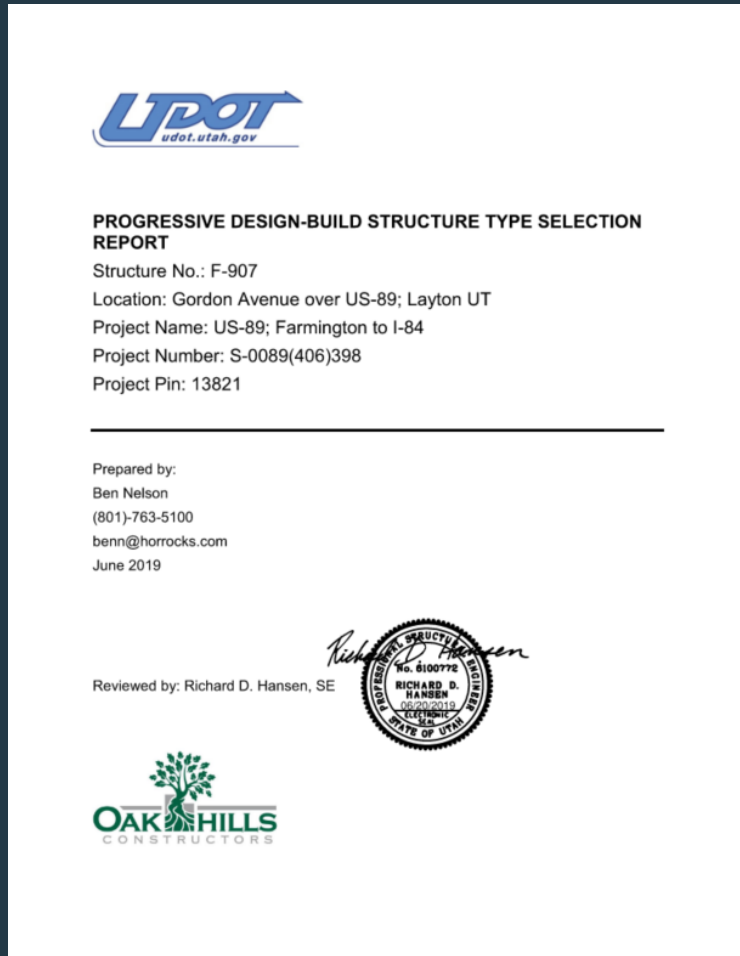 UDOT
udot.utah.gov
PROGRESSIVE DESIGN-BUILD STRUCTURE TYPE SELECTION
REPORT
Structure No.: F-907
Location: Gordon Avenue over US-89; Layton UT
Project Name: US-89; Farmington to I-84
Project Number: S-0089(406)398
Project Pin: 13821
Prepared by:
Ben Nelson
(801)-763-5100
benn@horrocks.com
June 2019
Richard D Hansen
Reviewed by: Richard D. Hansen, SE
PROFESSIONAL STRUCTURAL ENGINEER
No. 6100772
RICHARD D.
HANSEN
06/20/2019
ELECTRONIC
SEAL
STATE OF UTAH
OAK HILLS
CONSTRUCTORS